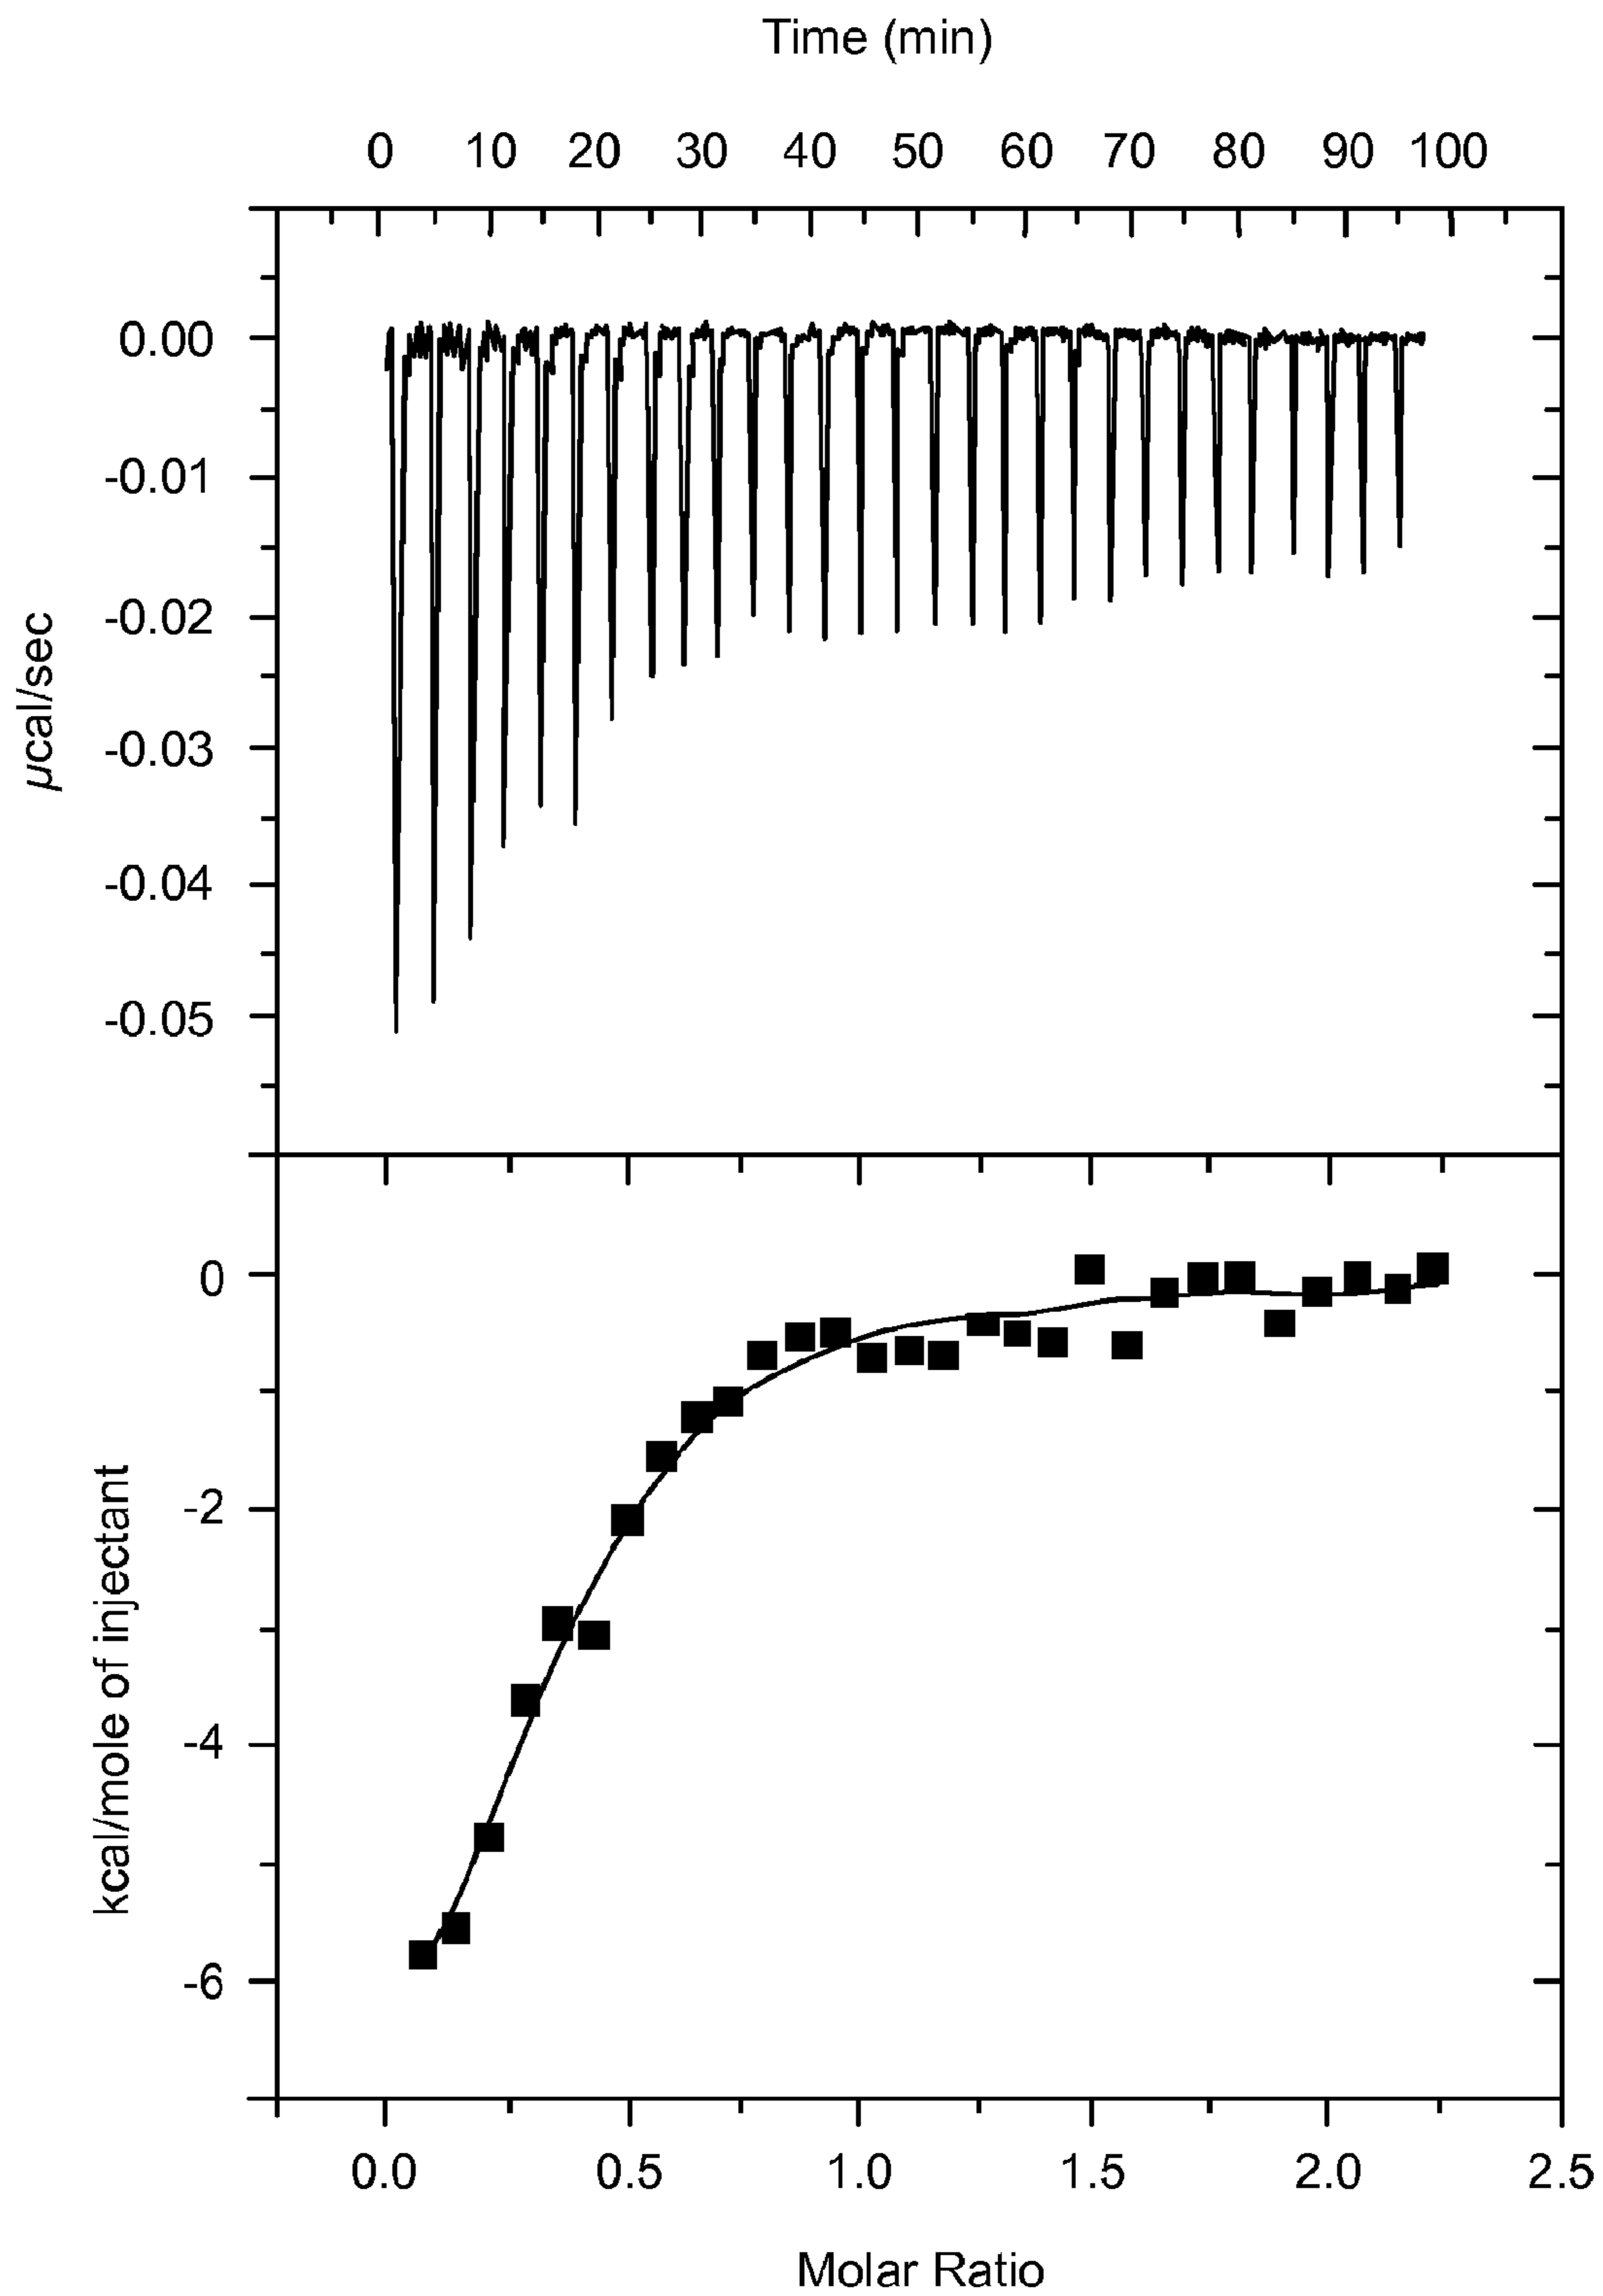 Time (min)
0 10 20 30 40 50 60 70 80 90 100
0.00
-0.01
-0.02
-0.03
-0.04
-0.05
µcal/sec
0
-2
-4
-6
kcal/mole of injectant
0.0 0.5 1.0 1.5 2.0 2.5
Molar Ratio